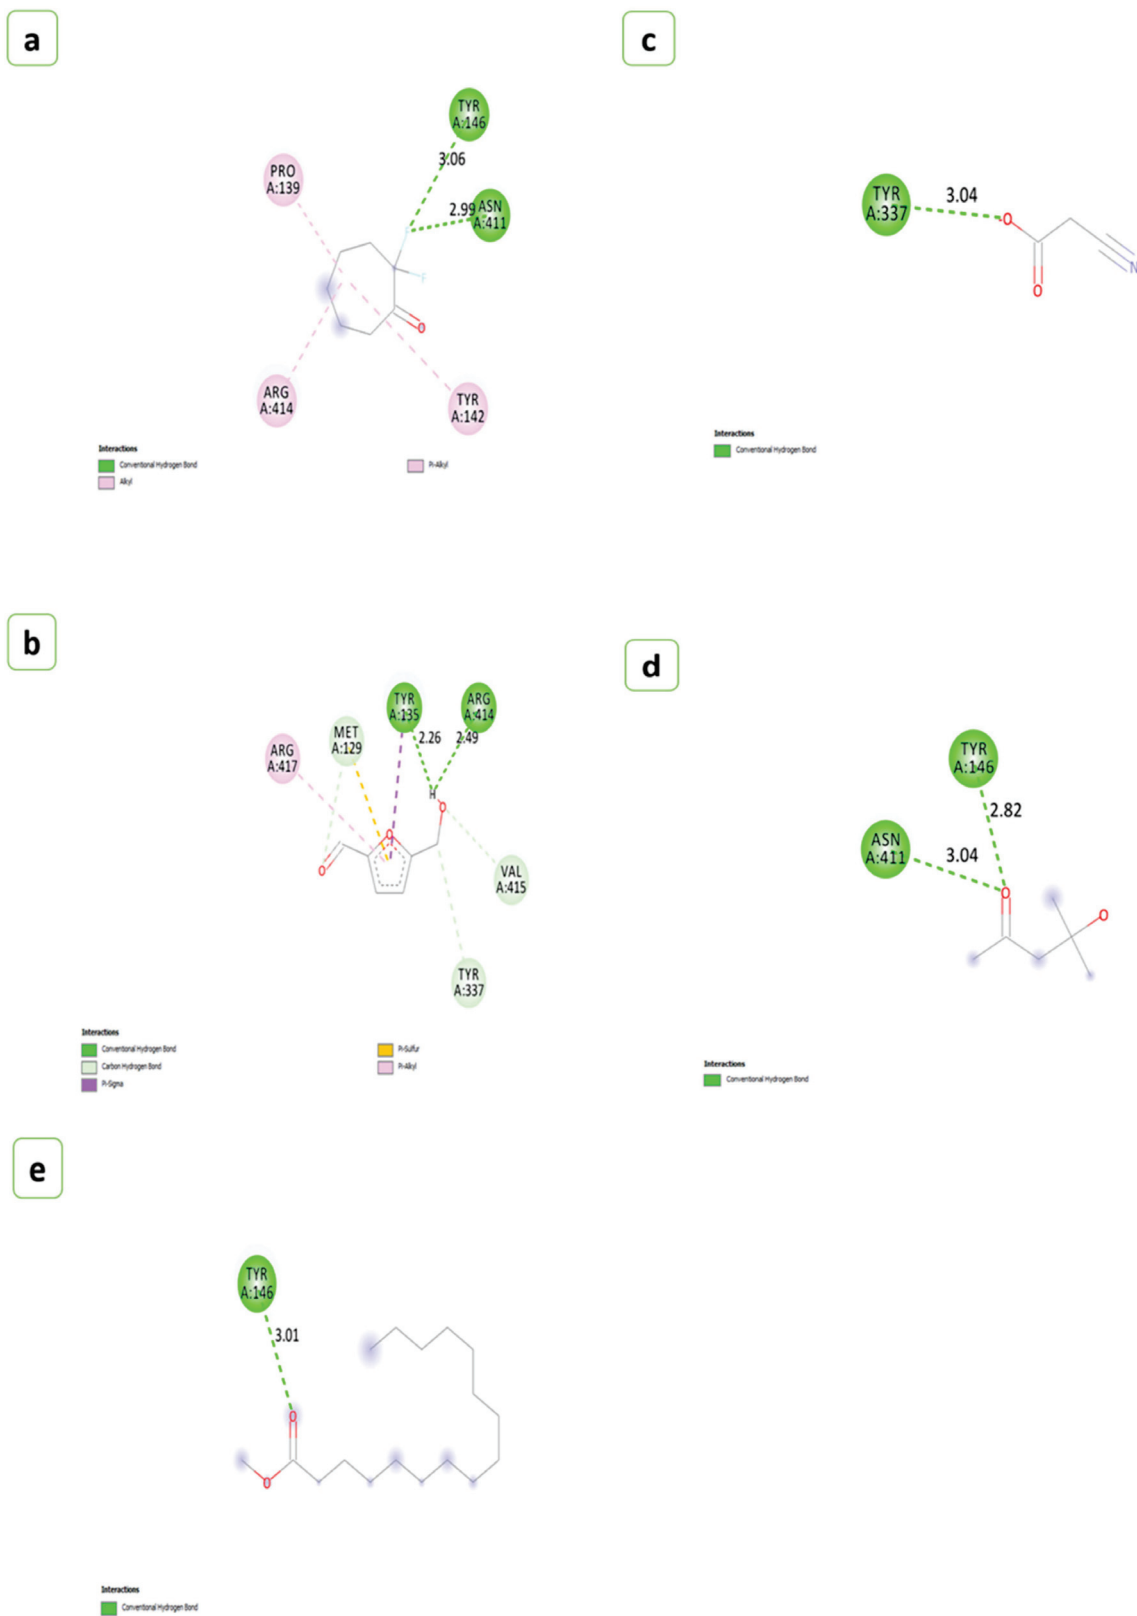 a
TYR
A:146
3.06
PRO
A:139
2.99
ASN
A:411
F
F
O
ARG
A:414
TYR
A:142
Interactions
Conventional Hydrogen Bond
Alkyl
Pi-Alkyl
c
TYR
A:337
3.04
O
O
N
Interactions
Conventional Hydrogen Bond
b
TYR
A:135
ARG
A:414
MET
A:129
ARG
A:417
2.26
2.49
H
O
O
O
VAL
A:415
TYR
A:337
Interactions
Conventional Hydrogen Bond
Carbon Hydrogen Bond
Pi-Sigma
Pi-Sulfur
Pi-Alkyl
d
TYR
A:146
2.82
ASN
A:411
3.04
O
O
Interactions
Conventional Hydrogen Bond
e
TYR
A:146
3.01
O
O
Interactions
Conventional Hydrogen Bond